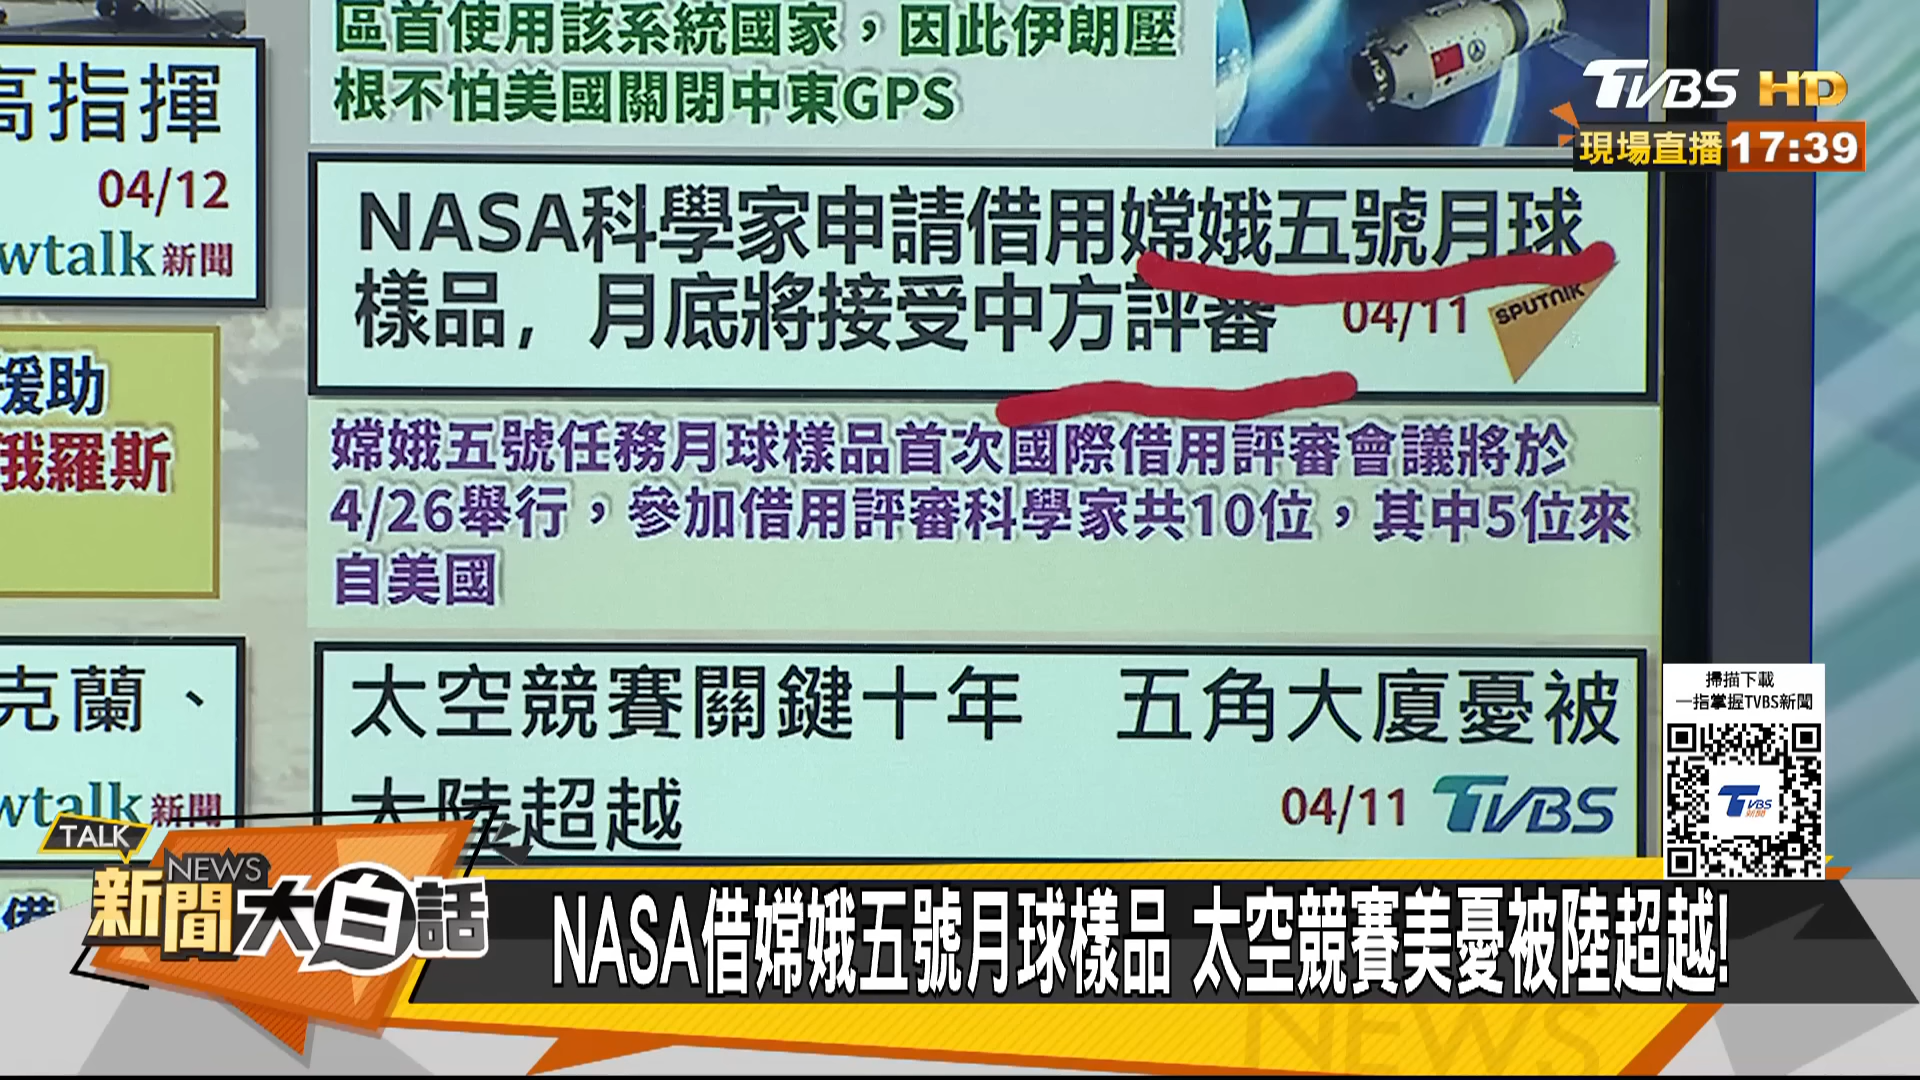 區首使用該系統國家，因此伊朗壓
根不怕美國關閉中東GPS
TVBS HD
現場直播 17:39
高指揮
04/12
wtalk新聞
NASA科學家申請借用嫦娥五號月球
樣品，月底將接受中方評審 04/11 SPUTNIK
援助
俄羅斯
嫦娥五號任務月球樣品首次國際借用評審會議將於
4/26舉行，參加借用評審科學家共10位，其中5位來
自美國
克蘭、
wtalk新聞
太空競賽關鍵十年 五角大廈憂被
大陸超越 04/11 TVBS
掃描下載
一指掌握TVBS新聞
TVBS
新聞
備
TALK
NEWS
新聞大白話
NASA借嫦娥五號月球樣品 太空競賽美憂被陸超越!
NEWS